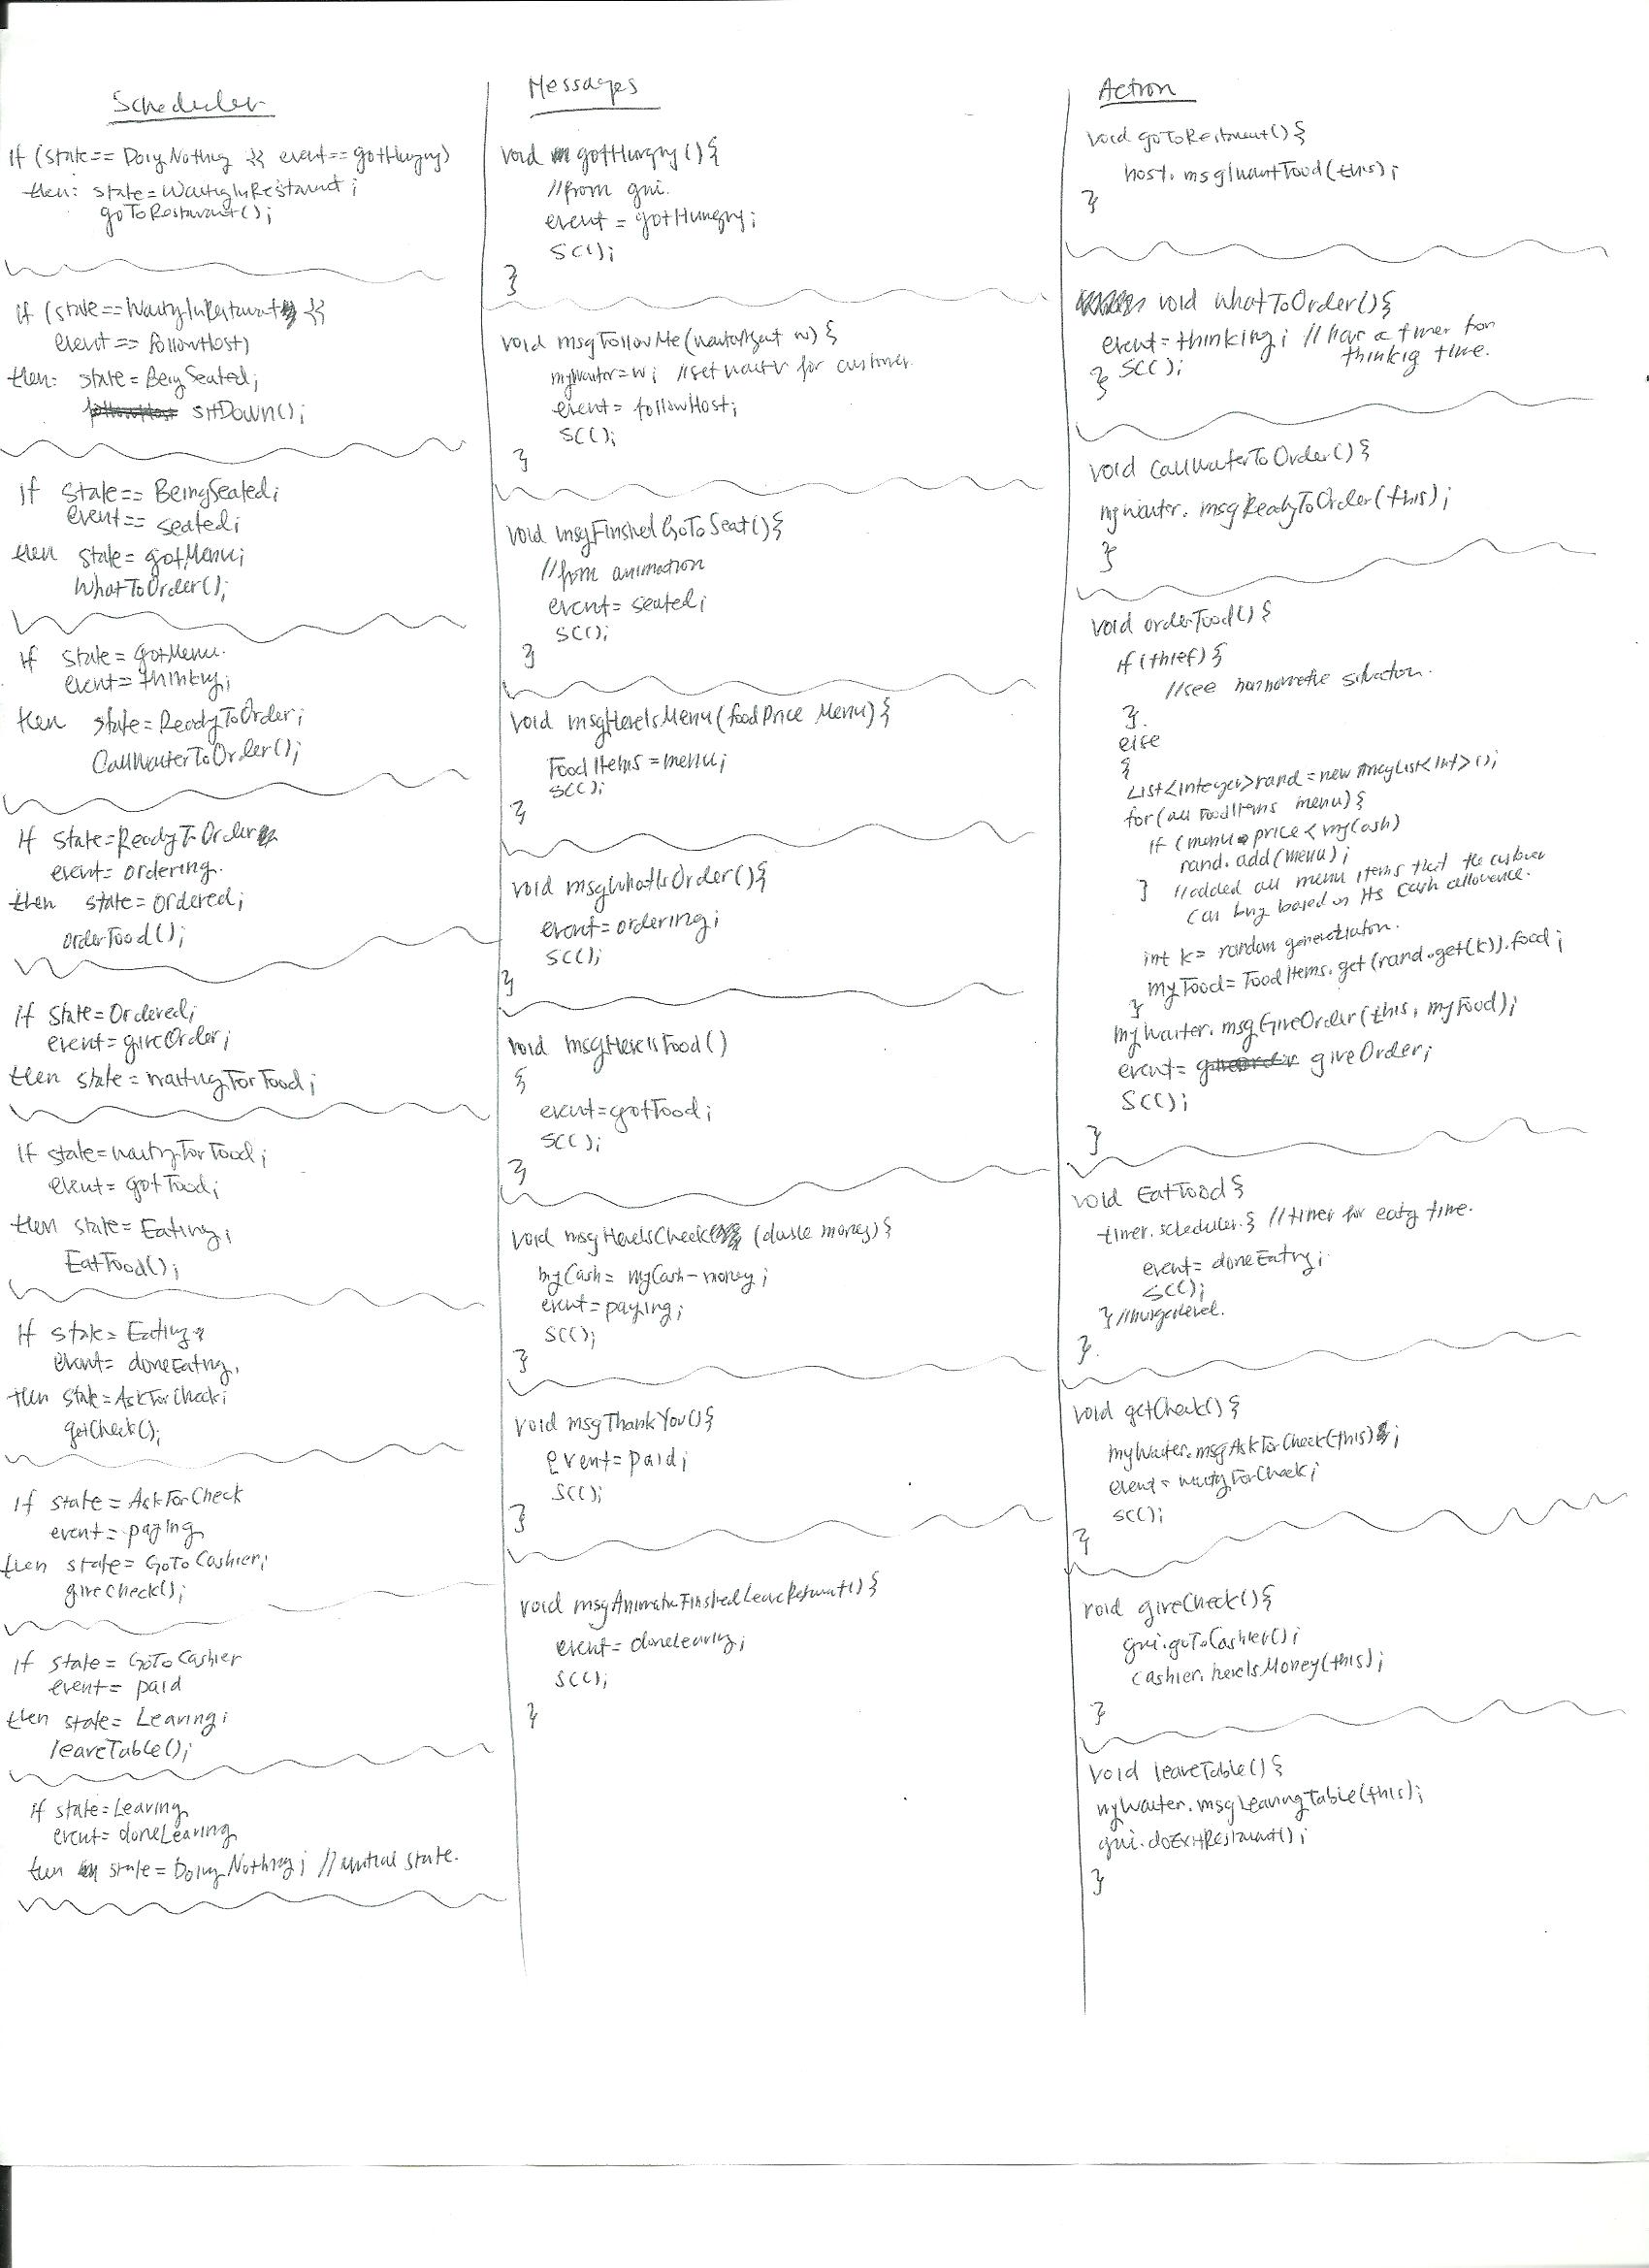 Scheduler
if (state == DoingNothing && event == gotHungry)
then: state = WaitingInRestaurant;
goToRestaurant();
if (state == WaitingInRestaurant &&
event == followHost)
then: state = BeingSeated;
sitDown();
if state == BeingSeated;
event == seated;
then state = gotMenu;
WhatToOrder();
if state = gotMenu.
event = thinking;
then state = ReadyToOrder;
CallWaiterToOrder();
If state = ReadyToOrder
event = ordering.
then state = ordered;
orderFood();
if state = Ordered;
event = giveOrder;
then state = waitingForFood;
if state = waitingForFood;
event = gotFood;
then state = Eating;
EatFood();
If state = Eating;
event = doneEating,
then state = AskForCheck;
getCheck();
If state = AskForCheck
event = paying
then state = GoToCashier;
giveCheck();
If state = GoToCashier
event = paid
then state = Leaving;
leaveTable();
if state = Leaving
event = doneLeaving
then state = DoingNothing; //initial state.
Messages
void gotHungry(){
//from gui.
event = gotHungry;
SC();
}
void msgFollowMe(waiterAgent w){
myWaiter = w; //set waiter for customer.
event = followHost;
SC();
}
void msgFinishedGoToSeat(){
//from animation
event = seated;
SC();
}
void msgHereIsMenu(foodPrice Menu){
FoodItems = menu;
SC();
}
void msgWhatIsOrder(){
event = ordering;
SC();
}
void msgHereIsFood()
{
event = gotFood;
SC();
}
void msgHereIsCheck (double money){
myCash = myCash - money;
event = paying;
SC();
}
void msgThankYou(){
event = paid;
SC();
}
void msgAnimationFinishedLeaveRestaurant(){
event = doneLeaving;
SC();
}
Action
void goToRestaurant(){
host.msgIWantFood(this);
}
void whatToOrder(){
event = thinking; //has a timer for
thinking time.
SC();
}
void CallWaiterToOrder(){
myWaiter.msgReadyToOrder(this);
}
void orderFood(){
if(thief){
//see nonnormative situation.
}.
else
{
List<Integer>rand = new ArrayList<Int>();
for(all FoodItems menu){
If (menu.price < myCash)
rand.add(menu);
} //added all menu items that the customer
can buy based on its cash allowance.
int k = random generation.
myFood = FoodItems.get(rand.get(k)).food;
}
myWaiter.msgGiveOrder(this, myFood);
event = giveOrder;
SC();
}
void EatFood{
timer.scheduler.{ //timer for eating time.
event = doneEating;
SC();
} //hungerlevel.
}.
void getCheck(){
myWaiter.msgAskForCheck(this);
event = waitingForCheck;
SC();
}
void giveCheck(){
gui.goToCashier();
cashier.hereIsMoney(this);
}
void leaveTable(){
myWaiter.msgLeavingTable(this);
gui.doExitRestaurant();
}